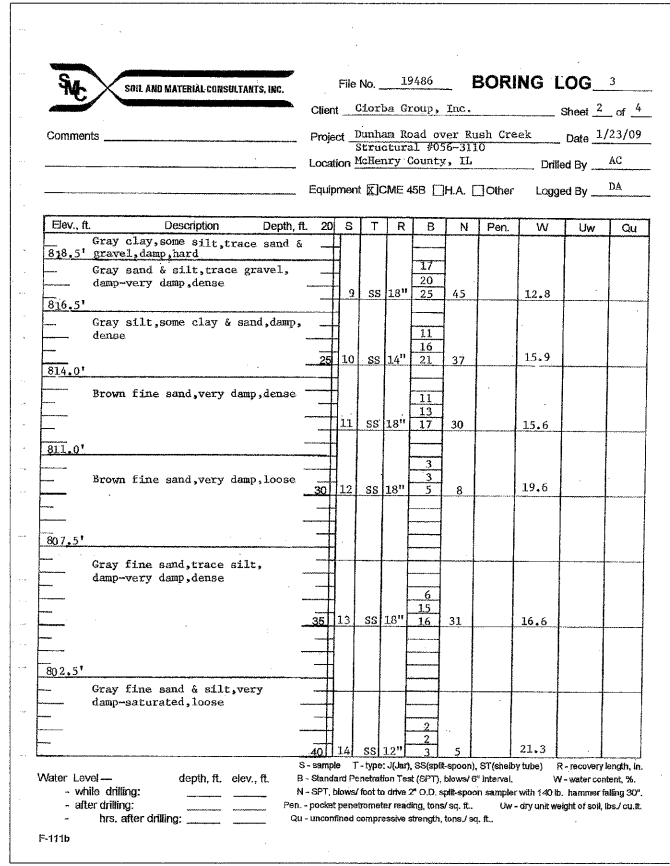 SMC SOIL AND MATERIAL CONSULTANTS, INC.
File No. 19486 BORING LOG 3
Client Ciorba Group, Inc. Sheet 2 of 4
Comments
Project Dunham Road over Rush Creek Date 1/23/09
Structural #056-3110
Location McHenry County, IL Drilled By AC
Equipment ☒CME 45B ☐H.A. ☐Other Logged By DA
Elev., ft. Description Depth, ft. 20 S T R B N Pen. W Uw Qu
Gray clay,some silt,trace sand &
818.5' gravel,damp,hard
Gray sand & silt,trace gravel, 17
damp-very damp,dense 20
9 SS 18" 25 45 12.8
816.5'
Gray silt,some clay & sand,damp,
dense 11
16
25 10 SS 14" 21 37 15.9
814.0'
Brown fine sand,very damp,dense 11
13
11 SS 18" 17 30 15.6
811.0'
3
Brown fine sand,very damp,loose 3
30 12 SS 18" 5 8 19.6
807.5'
Gray fine sand,trace silt,
damp-very damp,dense
6
15
35 13 SS 18" 16 31 16.6
802.5'
Gray fine sand & silt,very
damp-saturated,loose
2
2
40 14 SS 12" 3 5 21.3
S - sample T - type: J(Jar), SS(split-spoon), ST(shelby tube) R - recovery length, in.
Water Level— depth, ft. elev., ft. B - Standard Penetration Test (SPT), blows/ 6" interval. W - water content, %.
- while drilling: N - SPT, blows/ foot to drive 2" O.D. split-spoon sampler with 140 lb. hammer falling 30".
- after drilling: Pen. - pocket penetrometer reading, tons/ sq. ft.. Uw - dry unit weight of soil, lbs./ cu.ft.
- hrs. after drilling: Qu - unconfined compressive strength, tons./ sq. ft..
F-111b